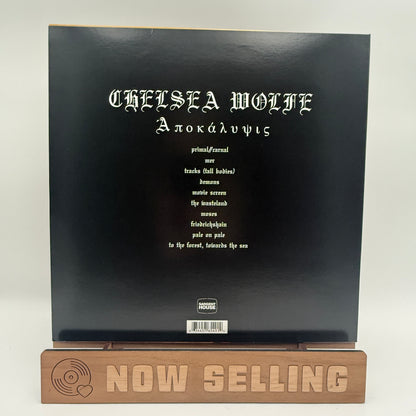 CHELSEA WOLFE
Αποκάλυψις
primal//carnal
mer
tracks (tall bodies)
demons
movie screen
the wasteland
moses
friedrichshain
pale on pale
to the forest, towards the sea
SARGENT
HOUSE
NOW SELLING